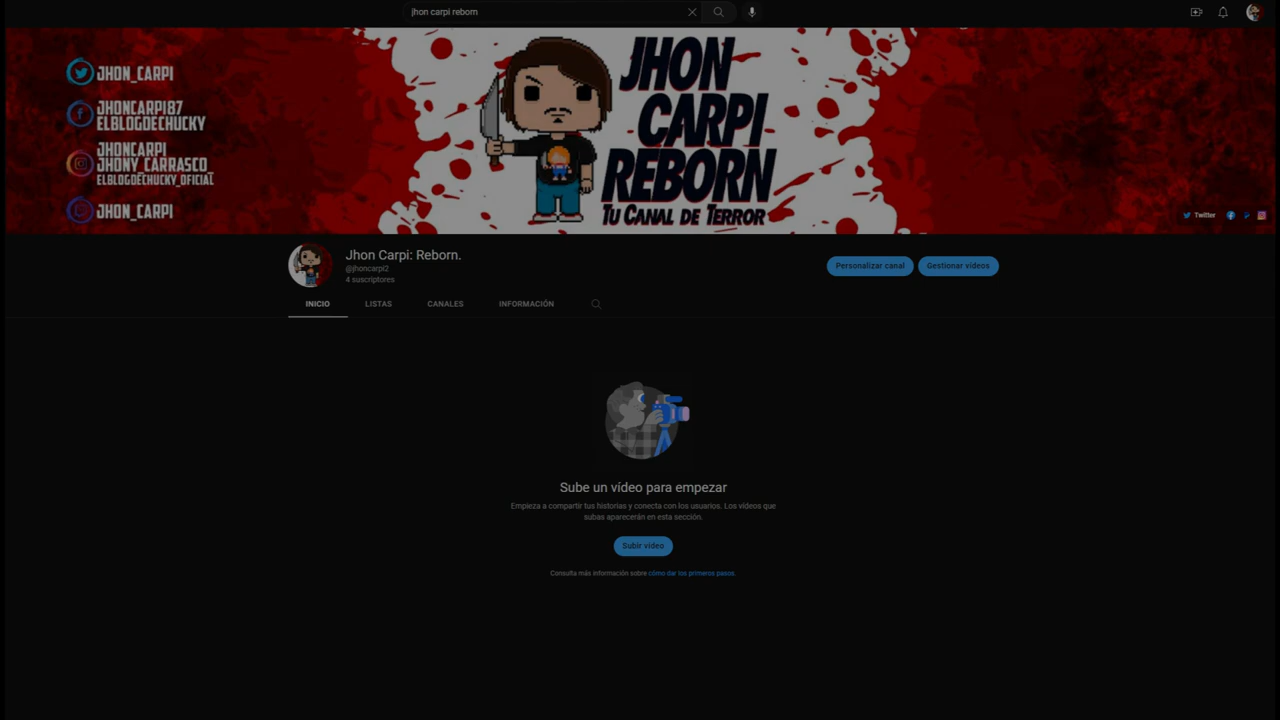 jhon carpi reborn
JHON_CARPI
JHONCARPI87
ELBLOGDECHUCKY
JHONCARPI
JHONY_CARRASCO_
ELBLOGDECHUCKY_OFICIAL
JHON_CARPI
JHON
CARPI
REBORN
TU CANAL DE TERROR
Twitter
Jhon Carpi: Reborn.
@jhoncarpi2
4 suscriptores
Personalizar canal
Gestionar vídeos
INICIO
LISTAS
CANALES
INFORMACIÓN
Sube un vídeo para empezar
Empieza a compartir tus historias y conecta con los usuarios. Los vídeos que
subas aparecerán en esta sección.
Subir vídeo
Consulta más información sobre cómo dar los primeros pasos.